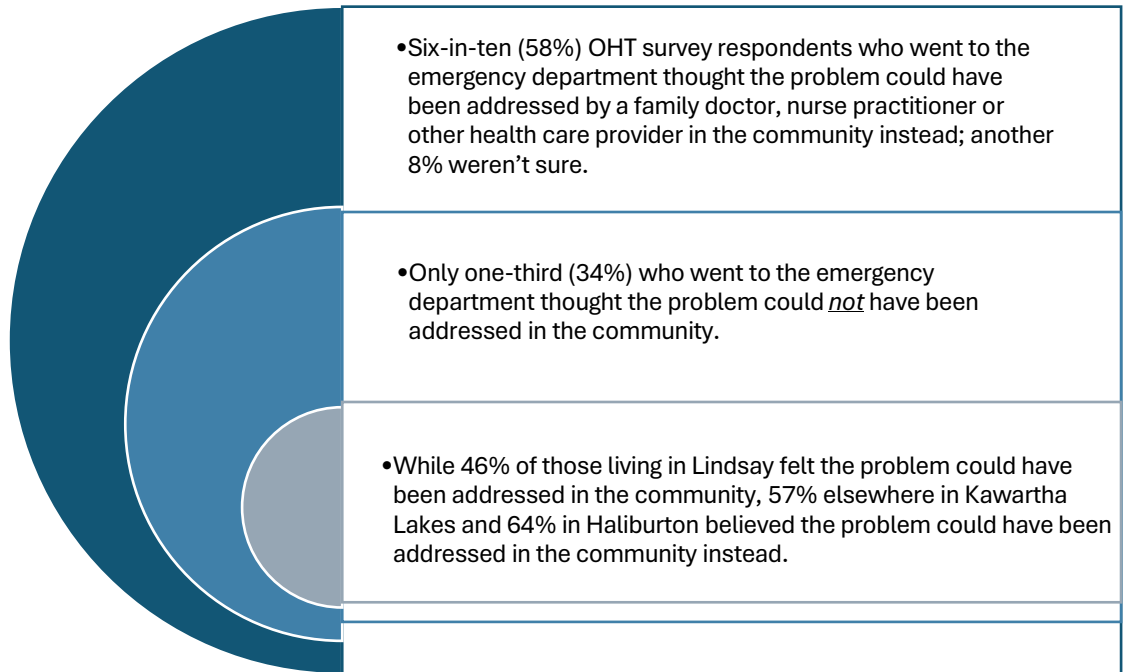 •Six-in-ten (58%) OHT survey respondents who went to the
emergency department thought the problem could have
been addressed by a family doctor, nurse practitioner or
other health care provider in the community instead; another
8% weren’t sure.
•Only one-third (34%) who went to the emergency
department thought the problem could not have been
addressed in the community.
•While 46% of those living in Lindsay felt the problem could have
been addressed in the community, 57% elsewhere in Kawartha
Lakes and 64% in Haliburton believed the problem could have been
addressed in the community instead.